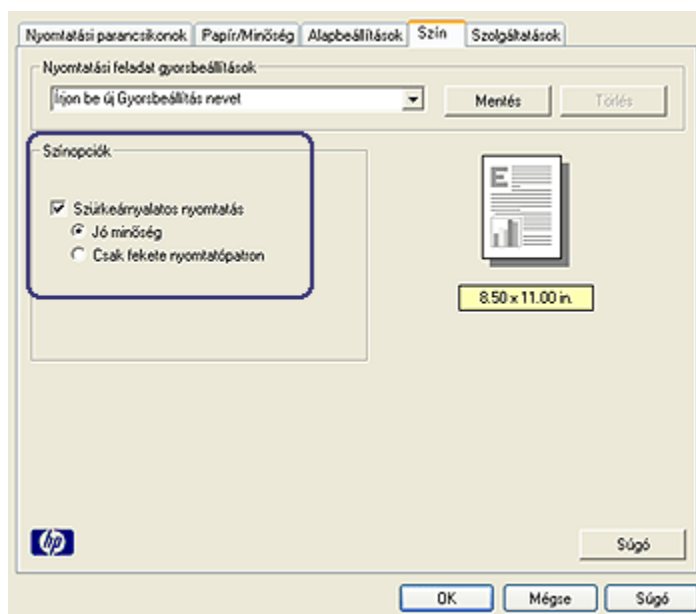 Nyomtatási parancsikonok Papír/Minőség Alapbeállítások Szín Szolgáltatások
Nyomtatási feladat gyorsbeállítások
Írjon be új Gyorsbeállítás nevet Mentés Törlés
Színopciók
Szürkeárnyalatos nyomtatás
Jó minőség
Csak fekete nyomtatópatron
E
8.50 x 11.00 in.
hp Súgó
OK Mégse Súgó